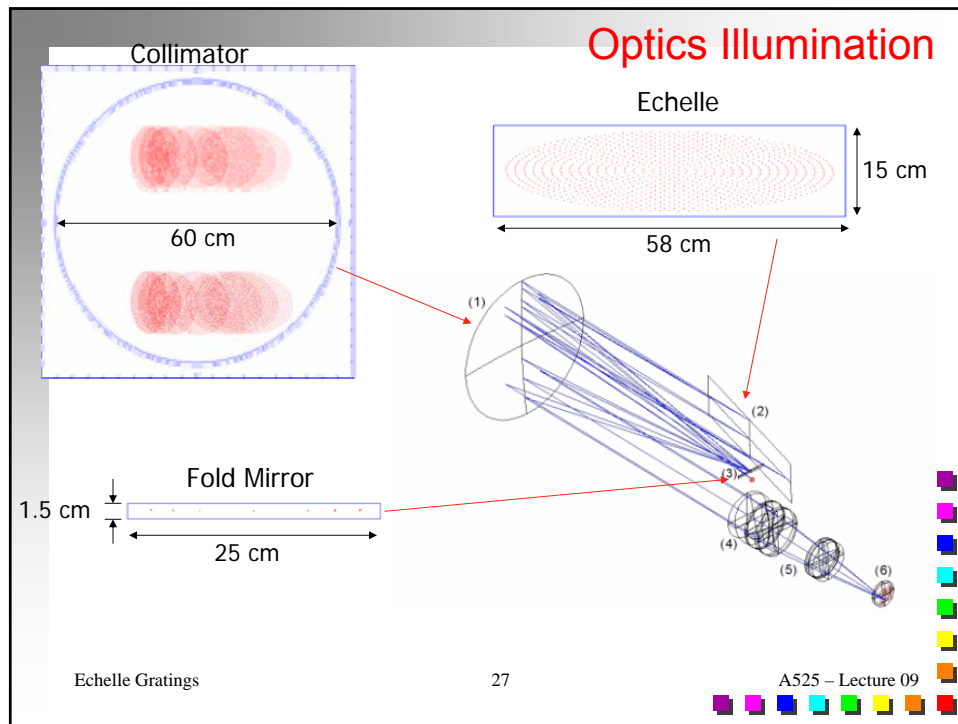 Optics Illumination
Collimator
60 cm
Echelle
15 cm
58 cm
(1)
(2)
(3)
(4)
(5)
(6)
Fold Mirror
1.5 cm
25 cm
Echelle Gratings
27
A525 – Lecture 09